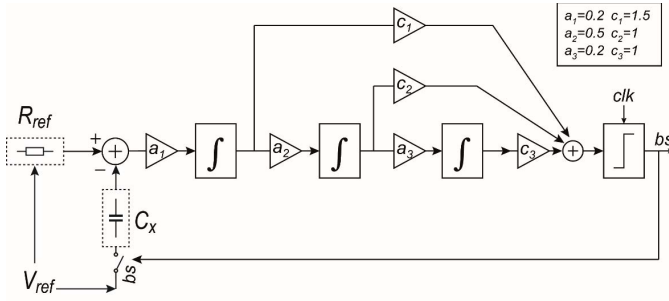 a1=0.2 c1=1.5
a2=0.5 c2=1
a3=0.2 c3=1
c1
c2
clk
Rref
+
+
a1
∫
a2
∫
a3
∫
c3
+
bs
−
Cx
bs
Vref